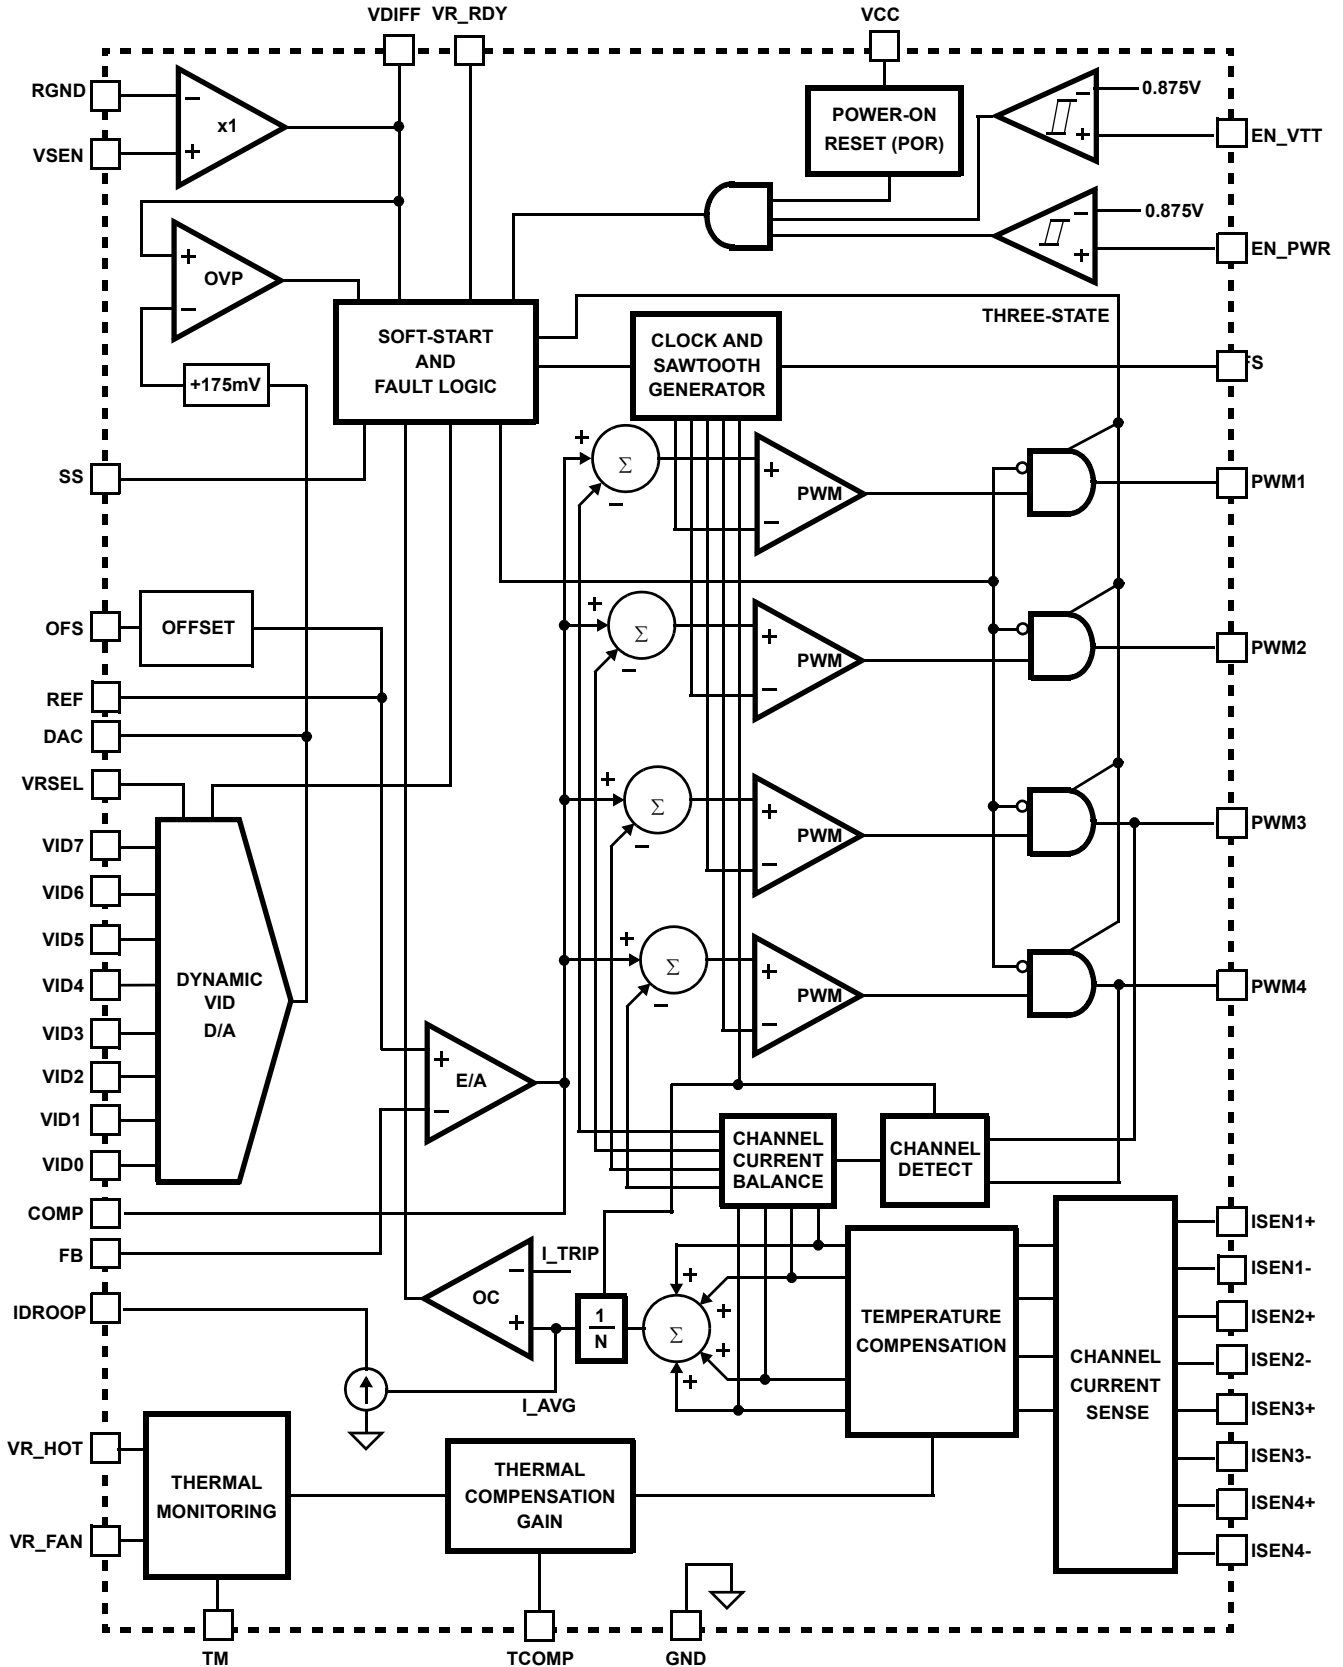 VDIFF VR_RDY VCC
RGND
VSEN
x1
+
OVP
+175mV
POWER-ON
RESET (POR)
0.875V
+
EN_VTT
0.875V
+
EN_PWR
THREE-STATE
SOFT-START
AND
FAULT LOGIC
CLOCK AND
SAWTOOTH
GENERATOR
FS
SS
+ Σ −
+ PWM −
PWM1
OFS
OFFSET
+ Σ −
+ PWM −
PWM2
REF
DAC
VRSEL
VID7
VID6
VID5
VID4
VID3
VID2
VID1
VID0
DYNAMIC
VID
D/A
+ Σ −
+ PWM −
PWM3
+ Σ −
+ PWM −
PWM4
+ E/A −
CHANNEL
CURRENT
BALANCE
CHANNEL
DETECT
COMP
FB
IDROOP
− I_TRIP
OC
+
I_AVG
1
N
Σ
+
+
+
+
TEMPERATURE
COMPENSATION
CHANNEL
CURRENT
SENSE
ISEN1+
ISEN1-
ISEN2+
ISEN2-
ISEN3+
ISEN3-
ISEN4+
ISEN4-
VR_HOT
VR_FAN
THERMAL
MONITORING
THERMAL
COMPENSATION
GAIN
TM
TCOMP
GND